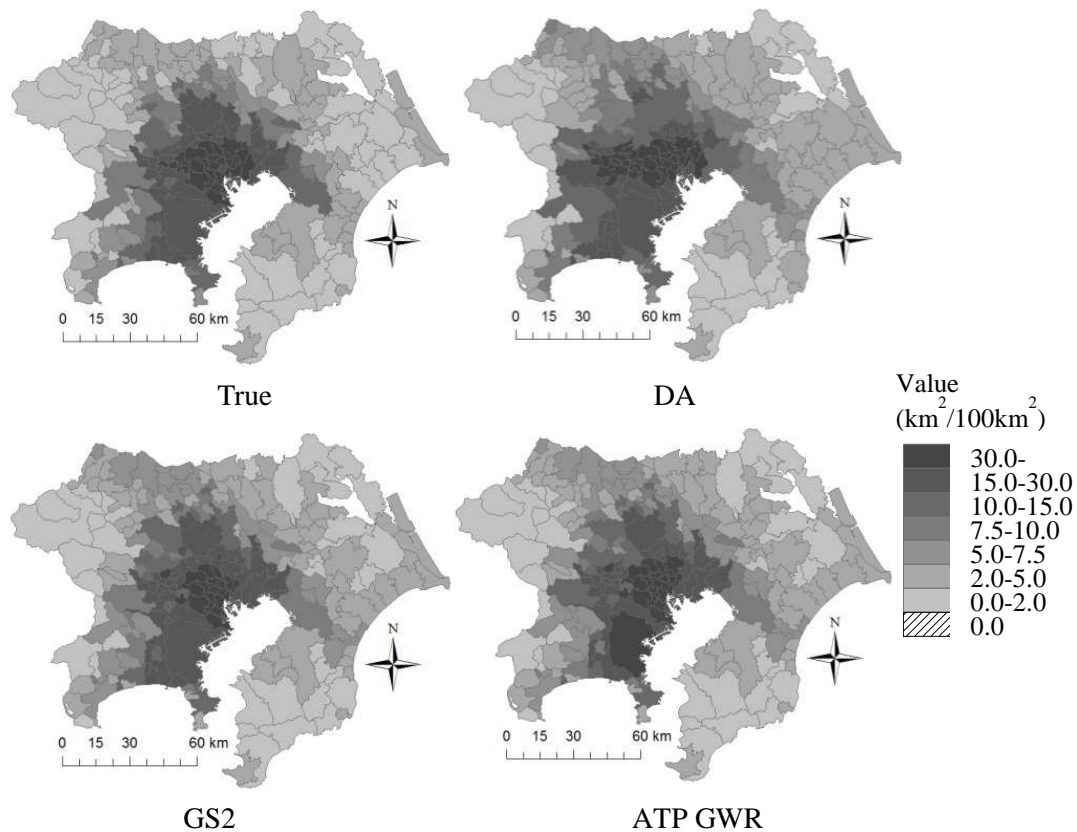 N
0 15 30 60 km
True
N
0 15 30 60 km
DA
Value
(km²/100km²)
30.0-
15.0-30.0
10.0-15.0
7.5-10.0
5.0-7.5
2.0-5.0
0.0-2.0
0.0
N
0 15 30 60 km
GS2
N
0 15 30 60 km
ATP GWR